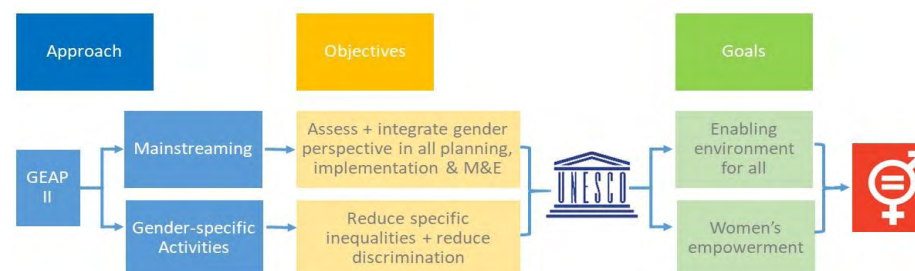 Approach
Objectives
Goals
GEAP
II
Mainstreaming
Assess + integrate gender
perspective in all planning,
implementation & M&E
UNESCO
Enabling
environment
for all
Gender-specific
Activities
Reduce specific
inequalities + reduce
discrimination
Women's
empowerment